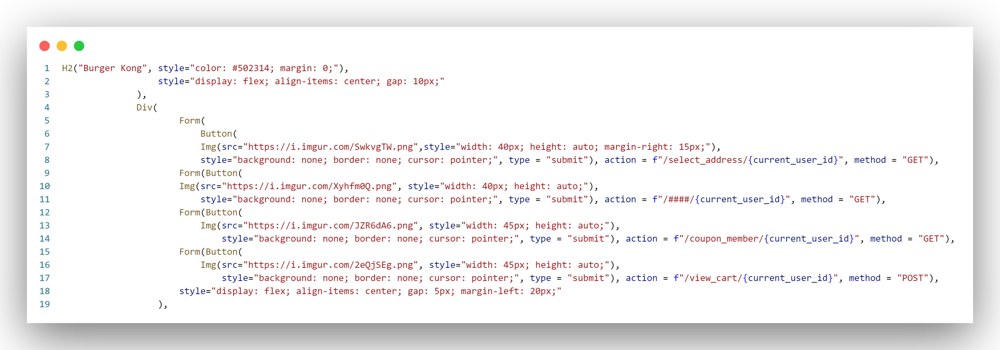 1 H2("Burger Kong", style="color: #502314; margin: 0;"),
2 style="display: flex; align-items: center; gap: 10px;"
3 ),
4 Div(
5 Form(
6 Button(
7 Img(src="https://i.imgur.com/SwkvgTW.png",style="width: 40px; height: auto; margin-right: 15px;"),
8 style="background: none; border: none; cursor: pointer;", type = "submit"), action = f"/select_address/{current_user_id}", method = "GET"),
9 Form(Button(
10 Img(src="https://i.imgur.com/Xyhfm0Q.png", style="width: 40px; height: auto;"),
11 style="background: none; border: none; cursor: pointer;", type = "submit"), action = f"/####/{current_user_id}", method = "GET"),
12 Form(Button(
13 Img(src="https://i.imgur.com/JZR6dA6.png", style="width: 45px; height: auto;"),
14 style="background: none; border: none; cursor: pointer;", type = "submit"), action = f"/coupon_member/{current_user_id}", method = "GET"),
15 Form(Button(
16 Img(src="https://i.imgur.com/2eQjSEg.png", style="width: 45px; height: auto;"),
17 style="background: none; border: none; cursor: pointer;", type = "submit"), action = f"/view_cart/{current_user_id}", method = "POST"),
18 style="display: flex; align-items: center; gap: 5px; margin-left: 20px;"
19 ),